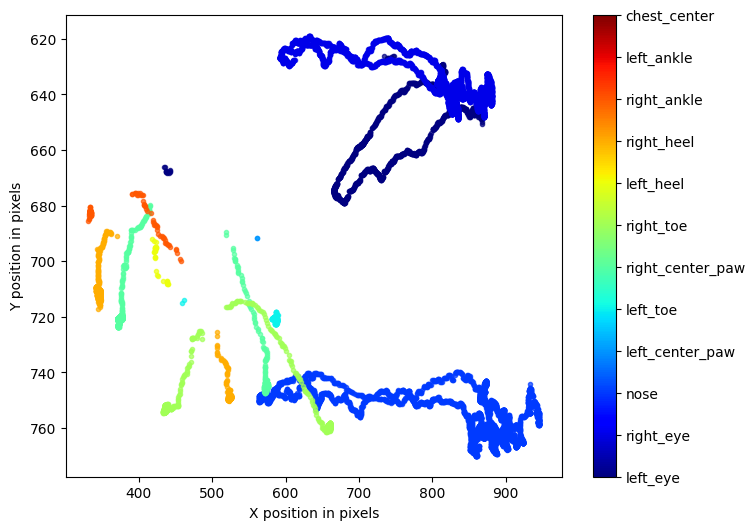 Y position in pixels
620
640
660
680
700
720
740
760
400
500
600
700
800
900
X position in pixels
chest_center
left_ankle
right_ankle
right_heel
left_heel
right_toe
right_center_paw
left_toe
left_center_paw
nose
right_eye
left_eye